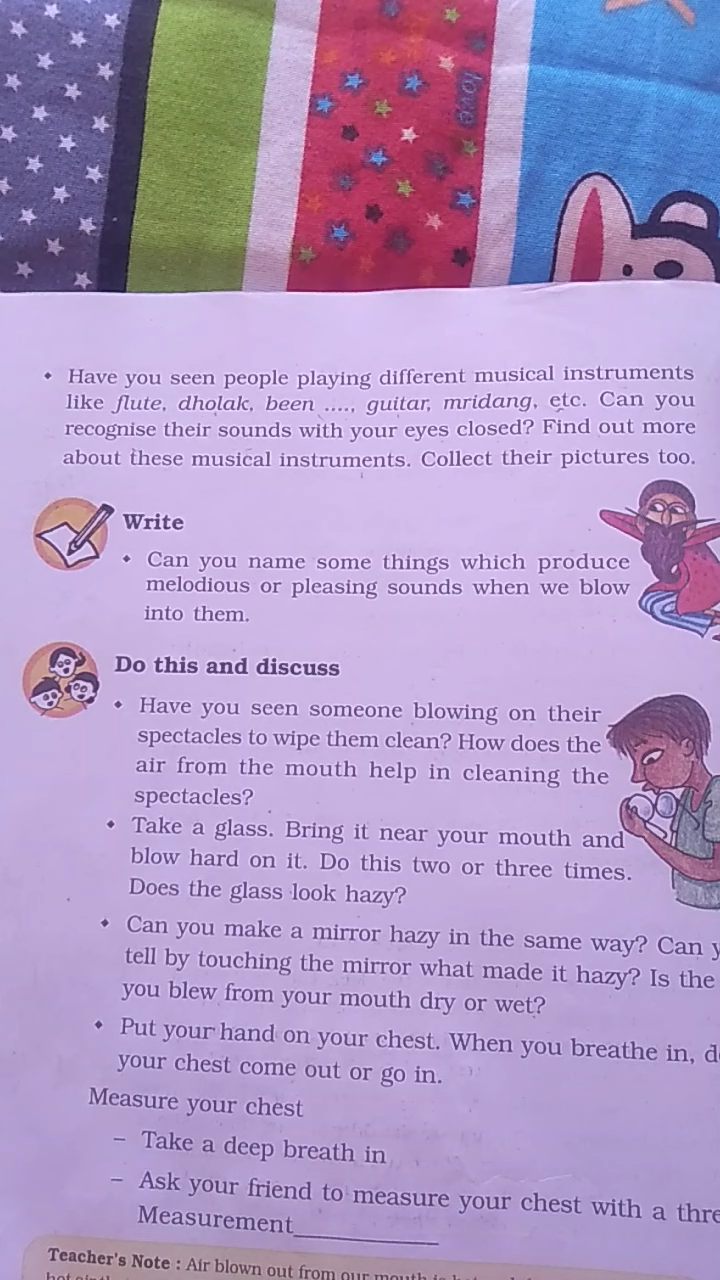 love
• Have you seen people playing different musical instruments
like flute, dholak, been ...., guitar, mridang, etc. Can you
recognise their sounds with your eyes closed? Find out more
about these musical instruments. Collect their pictures too.
Write
• Can you name some things which produce
melodious or pleasing sounds when we blow
into them.
Do this and discuss
• Have you seen someone blowing on their
spectacles to wipe them clean? How does the
air from the mouth help in cleaning the
spectacles?
• Take a glass. Bring it near your mouth and
blow hard on it. Do this two or three times.
Does the glass look hazy?
• Can you make a mirror hazy in the same way? Can
tell by touching the mirror what made it hazy? Is the
you blew from your mouth dry or wet?
• Put your hand on your chest. When you breathe in,
your chest come out or go in.
Measure your chest
– Take a deep breath in
– Ask your friend to measure your chest with a
Measurement__________
Teacher's Note : Air blown out from our mouth is